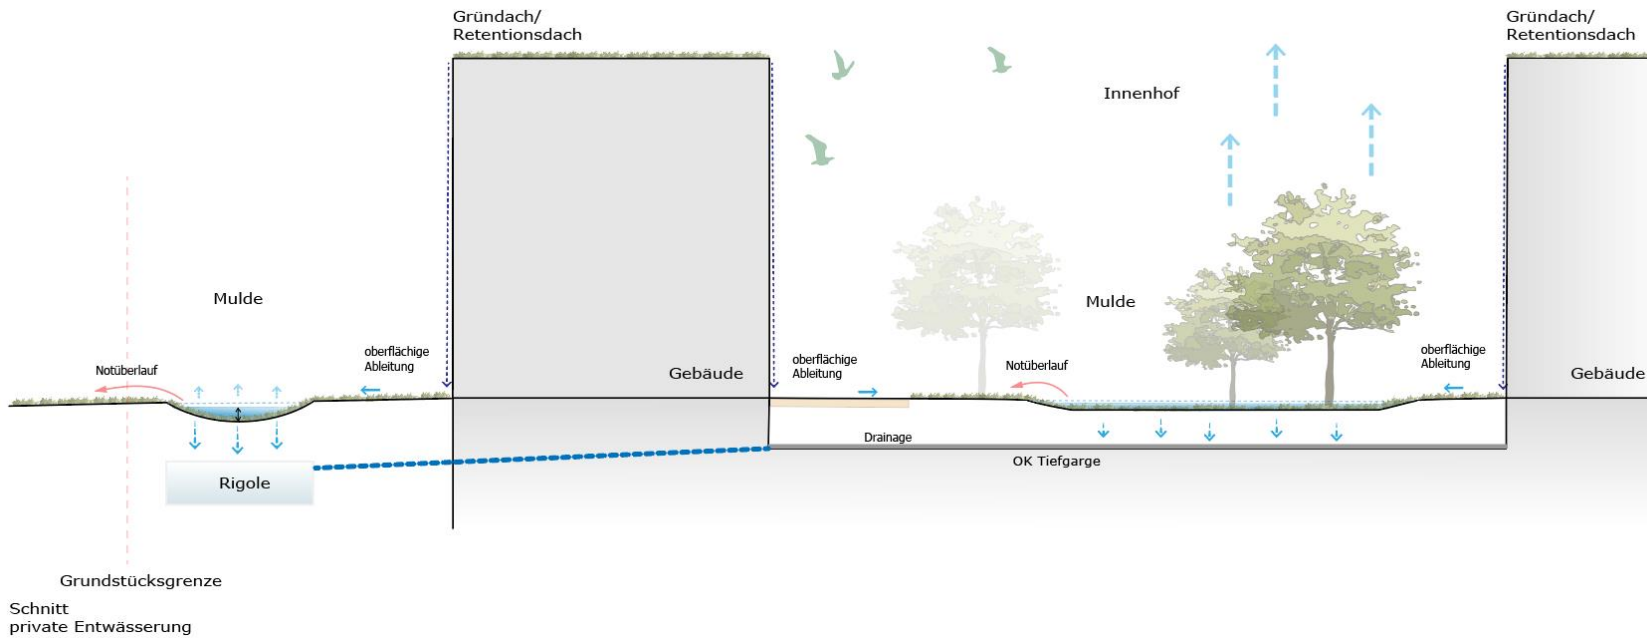 Gründach/
Retentionsdach
Gründach/
Retentionsdach
Innenhof
Mulde
Mulde
oberflächige
Ableitung
Notüberlauf
Gebäude
oberflächige
Ableitung
Notüberlauf
oberflächige
Ableitung
Gebäude
Drainage
OK Tiefgarge
Rigole
Grundstücksgrenze
Schnitt
private Entwässerung